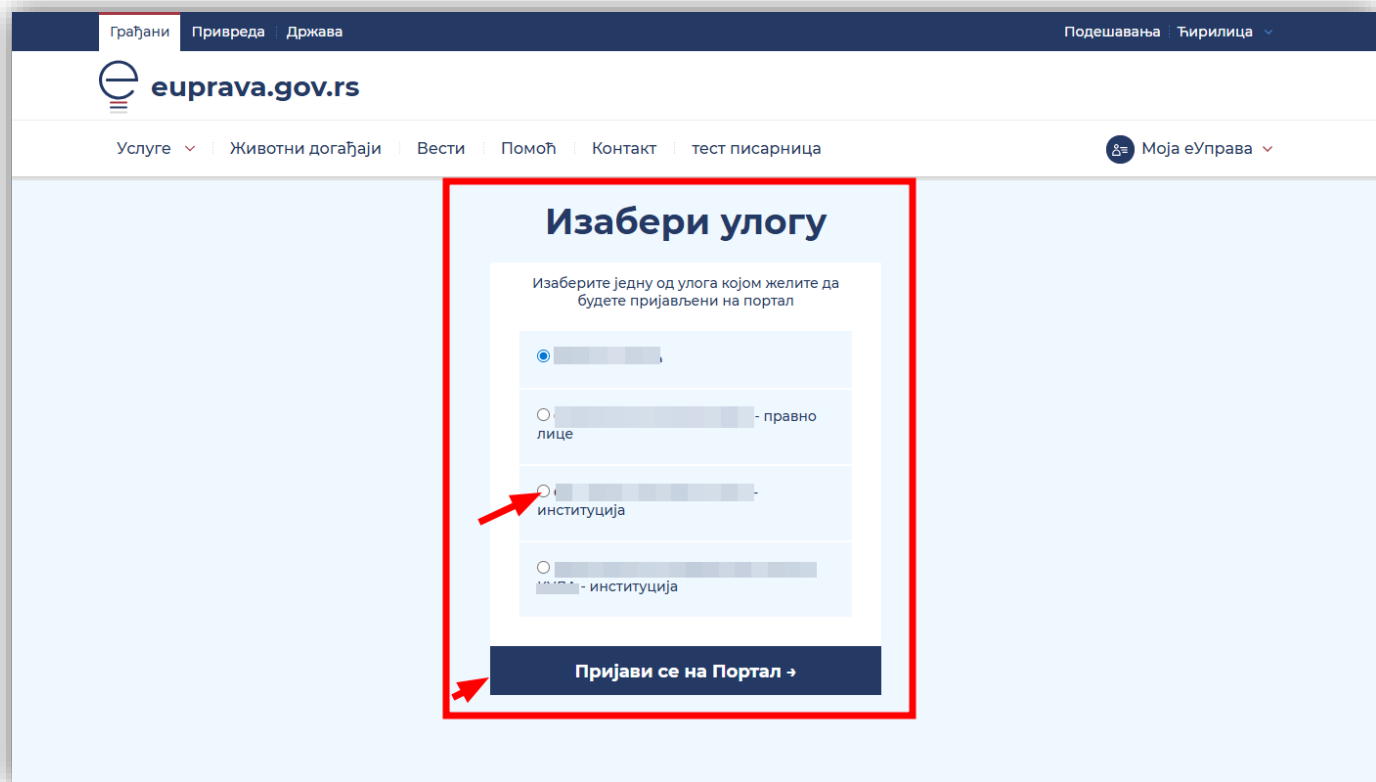 Грађани Привреда Држава Подешавања Ћирилица
euprava.gov.rs
Услуге Животни догађаји Вести Помоћ Контакт тест писарница Моја еУправа
Изабери улогу
Изаберите једну од улога којом желите да
будете пријављени на портал
- правно
лице
-
институција
- институција
Пријави се на Портал →